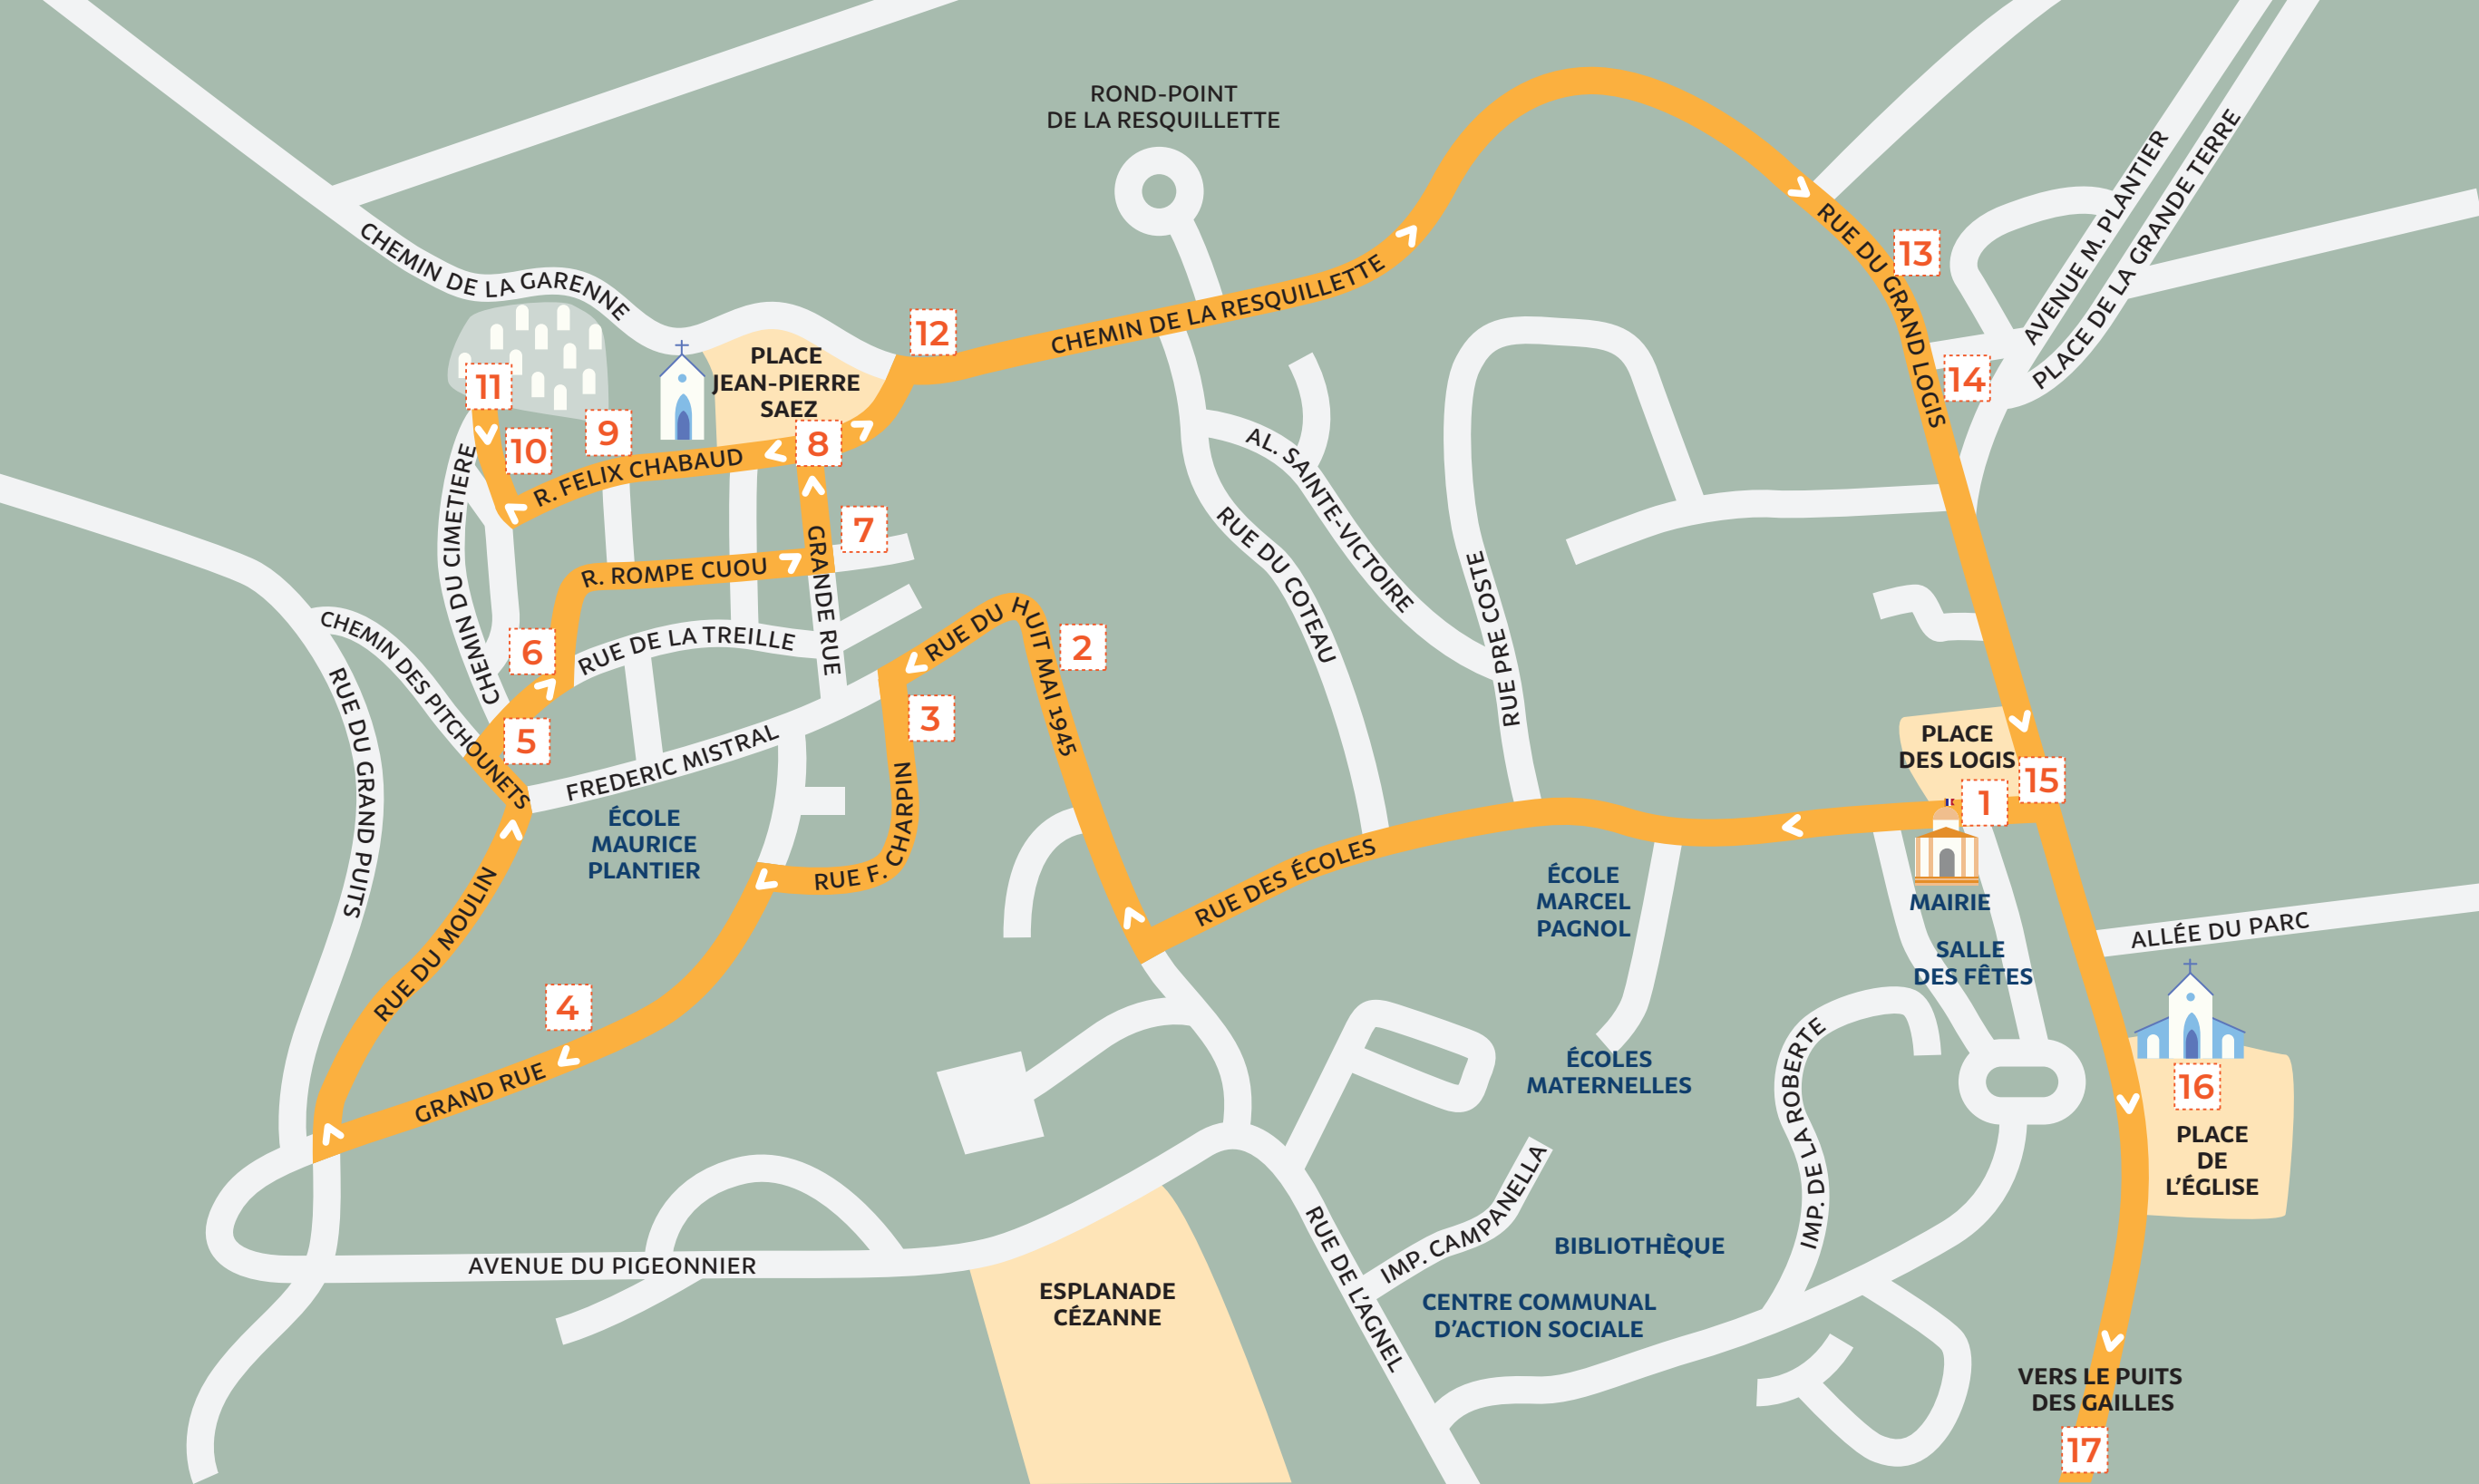 ROND-POINT
DE LA RESQUILLETTE
CHEMIN DE LA GARENNE
CHEMIN DE LA RESQUILLETTE
RUE DU GRAND LOGIS
AVENUE M. PLANTIER
PLACE DE LA GRANDE TERRE
13
12
14
PLACE
JEAN-PIERRE
SAEZ
11
10
9
8
R. FELIX CHABAUD
CHEMIN DU CIMETIERE
7
GRANDE RUE
R. ROMPE CUOU
AL. SAINTE-VICTOIRE
RUE DU COTEAU
RUE PRE COSTE
CHEMIN DES PITCHOUNETS
6
RUE DE LA TREILLE
RUE DU HUIT MAI 1945
2
3
5
RUE DU GRAND PUITS
FREDERIC MISTRAL
PLACE
DES LOGIS
15
1
ÉCOLE
MAURICE
PLANTIER
RUE F. CHARPIN
RUE DES ÉCOLES
ÉCOLE
MARCEL
PAGNOL
MAIRIE
SALLE
DES FÊTES
ALLÉE DU PARC
RUE DU MOULIN
4
GRAND RUE
ÉCOLES
MATERNELLES
IMP. DE LA ROBERTE
16
PLACE
DE
L’ÉGLISE
IMP. CAMPANELLA
RUE DE L’AGNEL
BIBLIOTHÈQUE
AVENUE DU PIGEONNIER
ESPLANADE
CÉZANNE
CENTRE COMMUNAL
D’ACTION SOCIALE
VERS LE PUITS
DES GAILLES
17